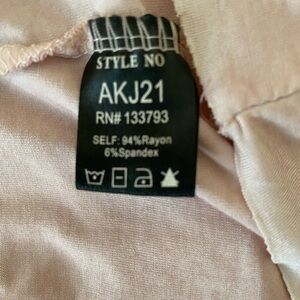 STYLE NO
AKJ21
RN# 133793
SELF: 94%Rayon
6%Spandex